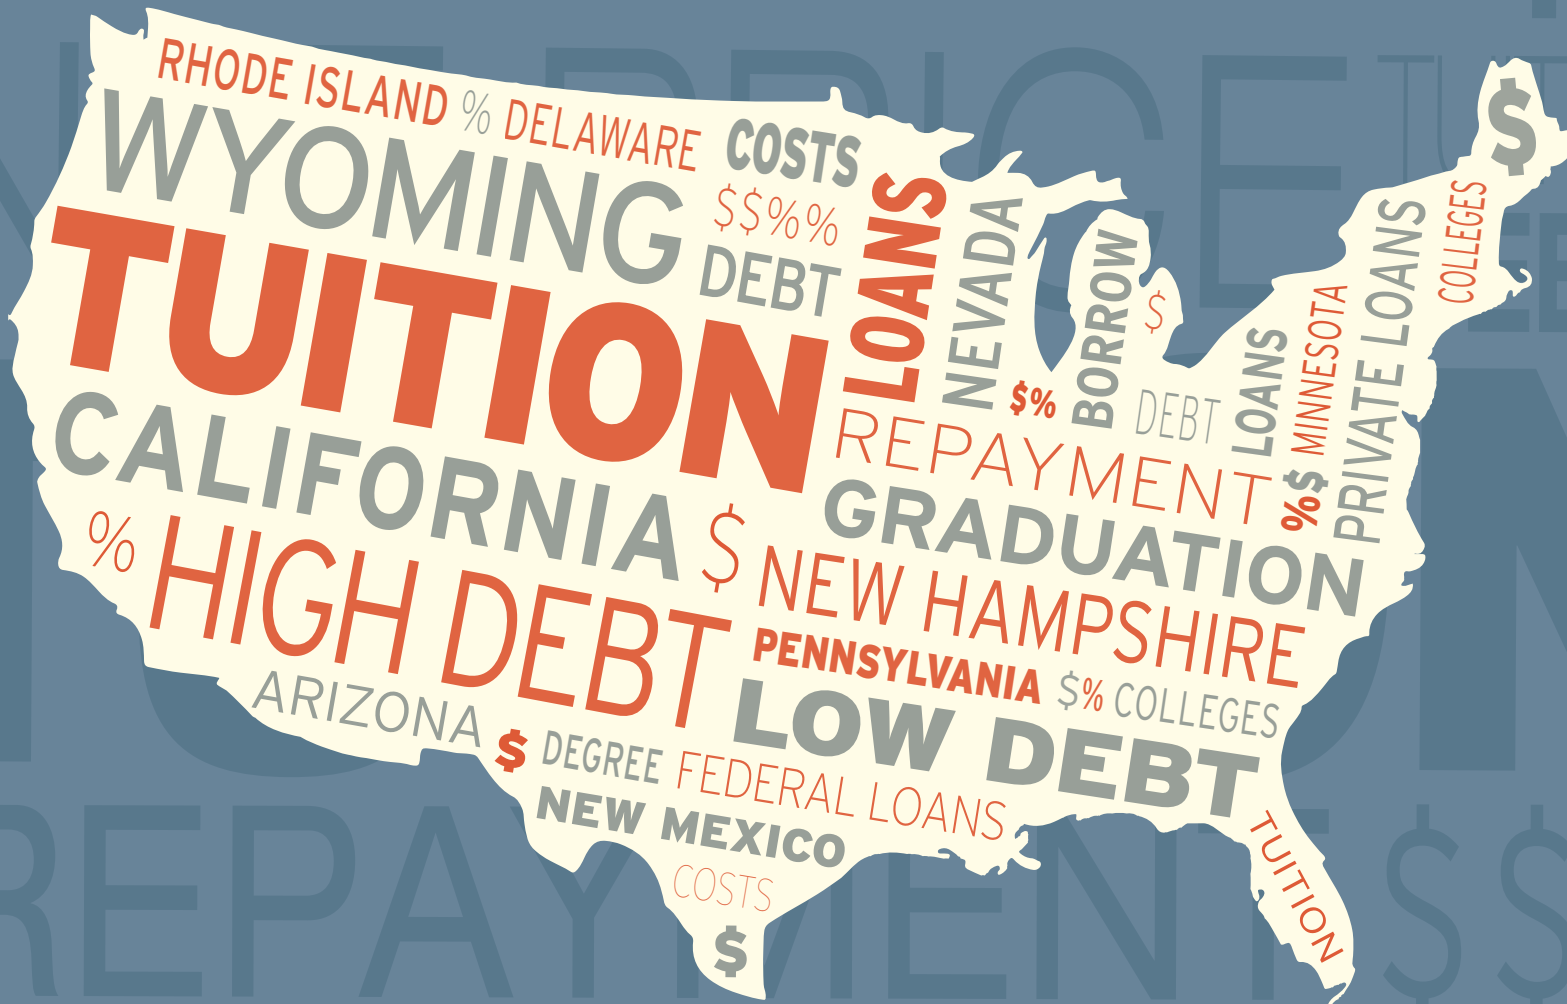 RHODE ISLAND % DELAWARE
COSTS
WYOMING
$$%%
DEBT
TUITION
LOANS
NEVADA
$%
BORROW
$
DEBT
LOANS
MINNESOTA
%$
PRIVATE LOANS
COLLEGES
$
REPAYMENT
CALIFORNIA
$
GRADUATION
% HIGH DEBT
NEW HAMPSHIRE
PENNSYLVANIA
$% COLLEGES
ARIZONA
LOW DEBT
$ DEGREE
FEDERAL LOANS
NEW MEXICO
COSTS
$
TUITION
PRICE
REPAYMENT $$